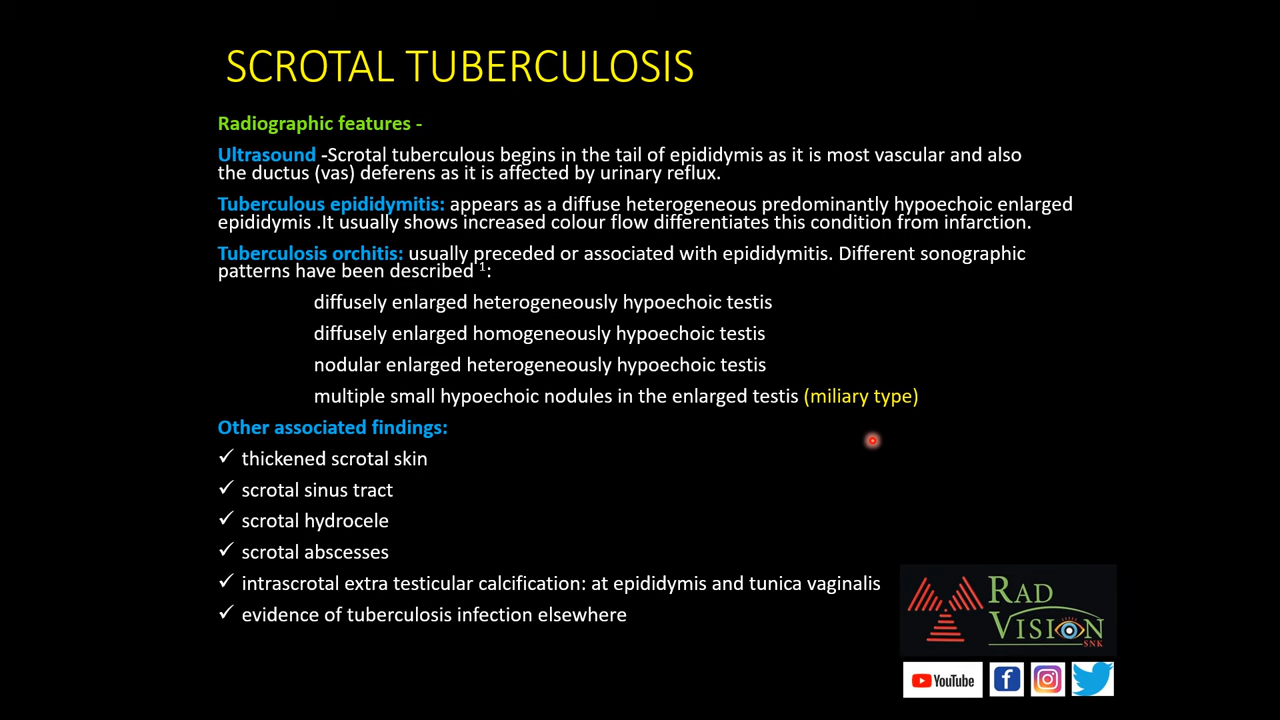 SCROTAL TUBERCULOSIS
Radiographic features -
Ultrasound -Scrotal tuberculous begins in the tail of epididymis as it is most vascular and also
the ductus (vas) deferens as it is affected by urinary reflux.
Tuberculous epididymitis: appears as a diffuse heterogeneous predominantly hypoechoic enlarged
epididymis .It usually shows increased colour flow differentiates this condition from infarction.
Tuberculosis orchitis: usually preceded or associated with epididymitis. Different sonographic
patterns have been described ¹:
diffusely enlarged heterogeneously hypoechoic testis
diffusely enlarged homogeneously hypoechoic testis
nodular enlarged heterogeneously hypoechoic testis
multiple small hypoechoic nodules in the enlarged testis (miliary type)
Other associated findings:
✓ thickened scrotal skin
✓ scrotal sinus tract
✓ scrotal hydrocele
✓ scrotal abscesses
✓ intrascrotal extra testicular calcification: at epididymis and tunica vaginalis
✓ evidence of tuberculosis infection elsewhere
RAD
VISION
SNK
YouTube